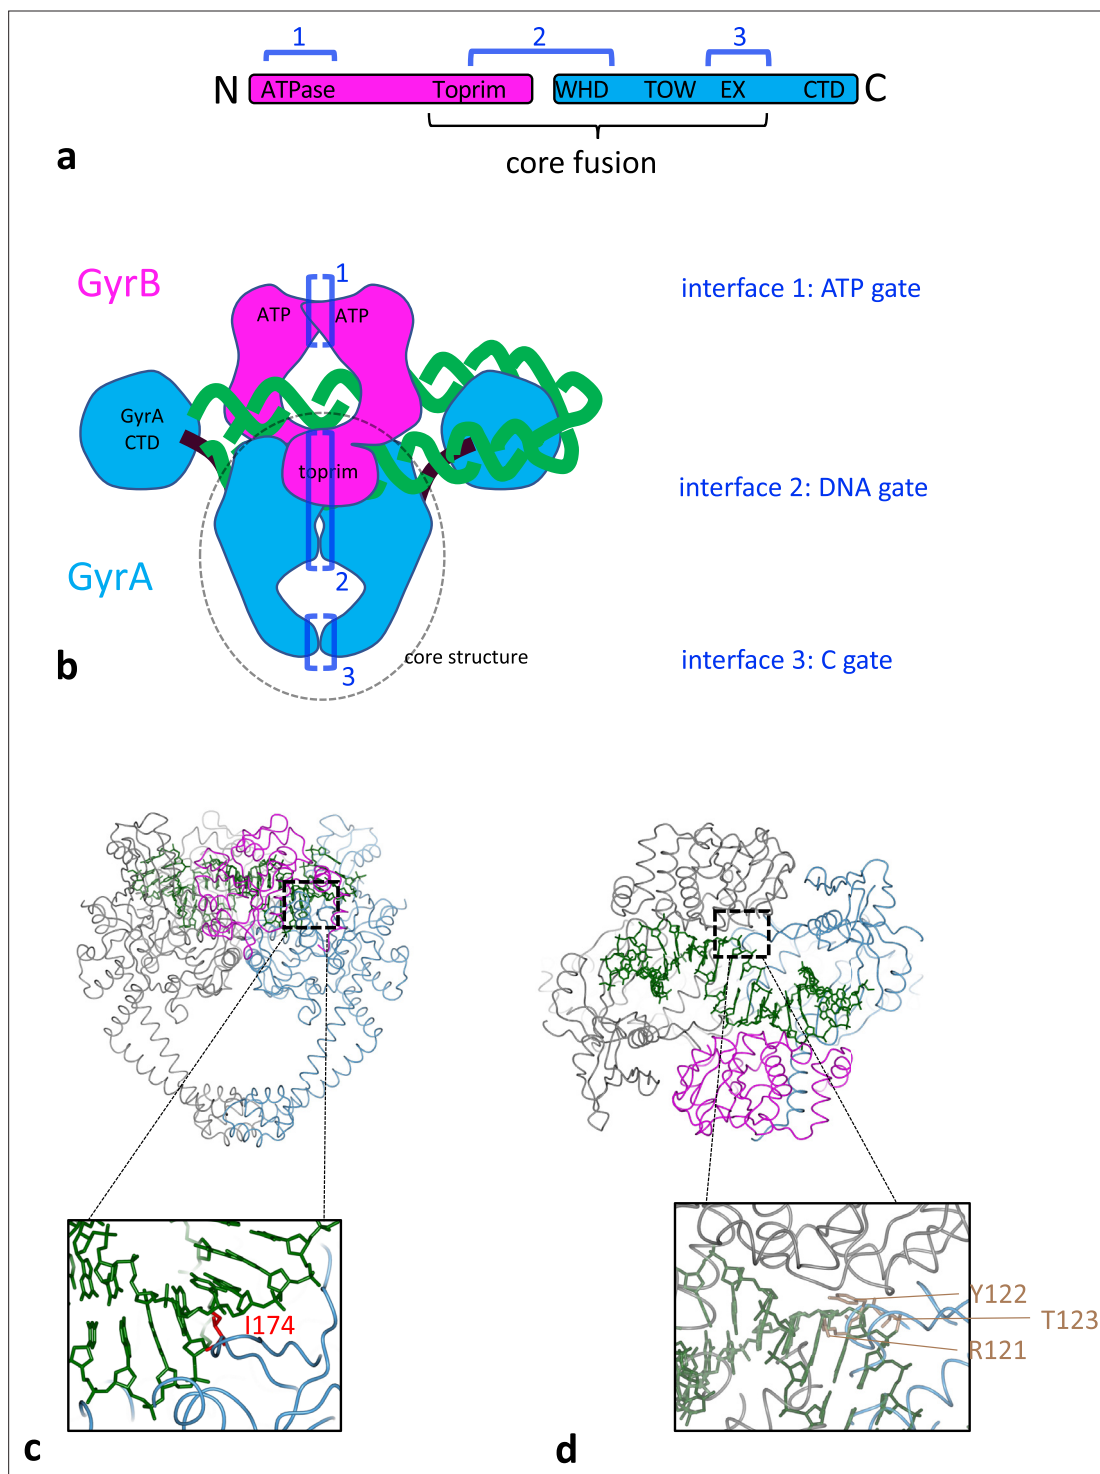 1 2 3
N ATPase Toprim WHD TOW EX CTD C
core fusion
a
GyrB
1
ATP ATP
interface 1: ATP gate
GyrA
CTD
toprim
interface 2: DNA gate
GyrA
2
core structure
interface 3: C gate
3
b
I174
Y122
T123
R121
c
d